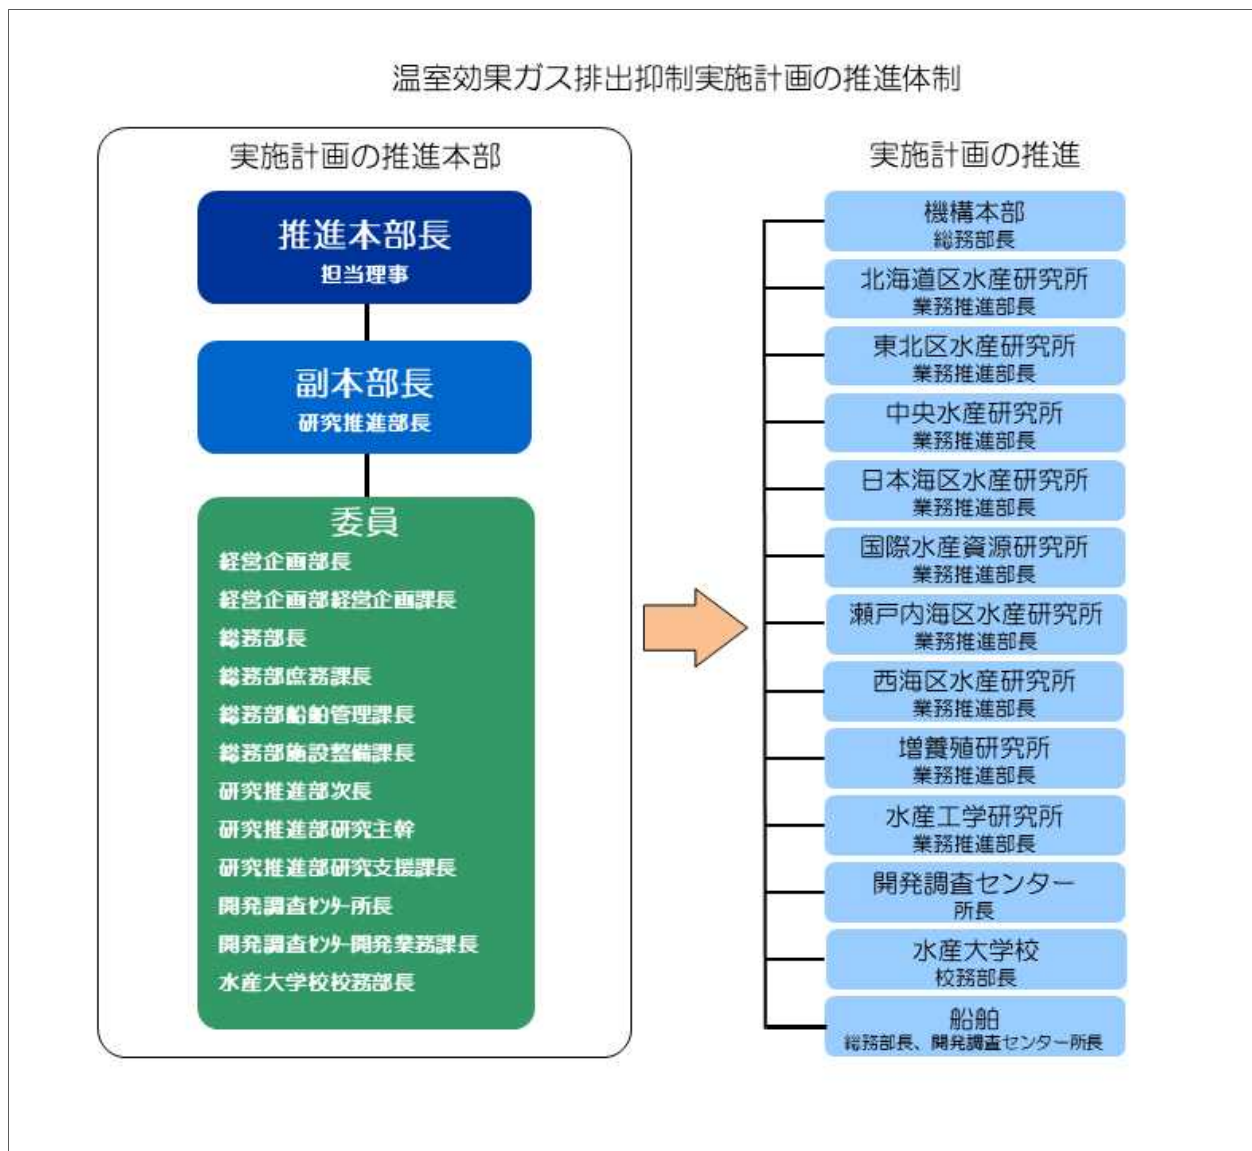 温室効果ガス排出抑制実施計画の推進体制
実施計画の推進本部
推進本部長
担当理事
副本部長
研究推進部長
委員
経営企画部長
経営企画部経営企画課長
総務部長
総務部庶務課長
総務部船舶管理課長
総務部施設整備課長
研究推進部次長
研究推進部研究主幹
研究推進部研究支援課長
開発調査ｾﾝﾀｰ所長
開発調査ｾﾝﾀｰ開発業務課長
水産大学校校務部長
実施計画の推進
機構本部
総務部長
北海道区水産研究所
業務推進部長
東北区水産研究所
業務推進部長
中央水産研究所
業務推進部長
日本海区水産研究所
業務推進部長
国際水産資源研究所
業務推進部長
瀬戸内海区水産研究所
業務推進部長
西海区水産研究所
業務推進部長
増養殖研究所
業務推進部長
水産工学研究所
業務推進部長
開発調査センター
所長
水産大学校
校務部長
船舶
総務部長、開発調査センター所長